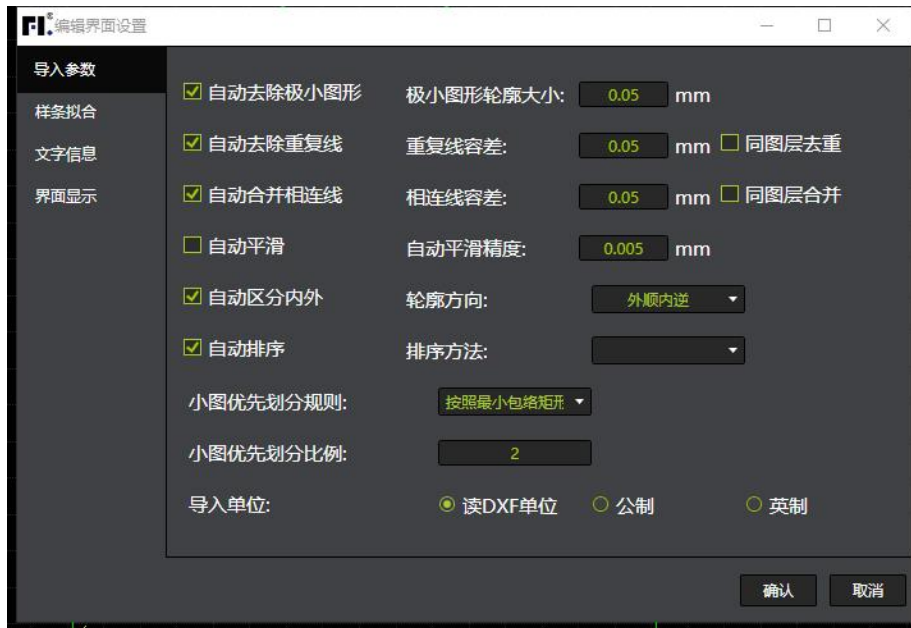 编辑界面设置
导入参数
样条拟合
文字信息
界面显示
自动去除极小图形 极小图形轮廓大小: 0.05 mm
自动去除重复线 重复线容差: 0.05 mm 同图层去重
自动合并相连线 相连线容差: 0.05 mm 同图层合并
自动平滑 自动平滑精度: 0.005 mm
自动区分内外 轮廓方向: 外顺内逆
自动排序 排序方法:
小图优先划分规则: 按照最小包络矩形
小图优先划分比例: 2
导入单位: 读DXF单位 公制 英制
确认 取消